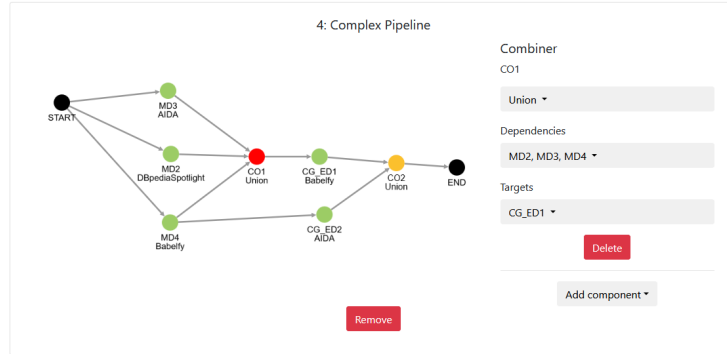 4: Complex Pipeline
START
MD3
AIDA
MD2
DBpediaSpotlight
MD4
Babelfy
CO1
Union
CG_ED1
Babelfy
CG_ED2
AIDA
CO2
Union
END
Remove
Combiner
CO1
Union
Dependencies
MD2, MD3, MD4
Targets
CG_ED1
Delete
Add component